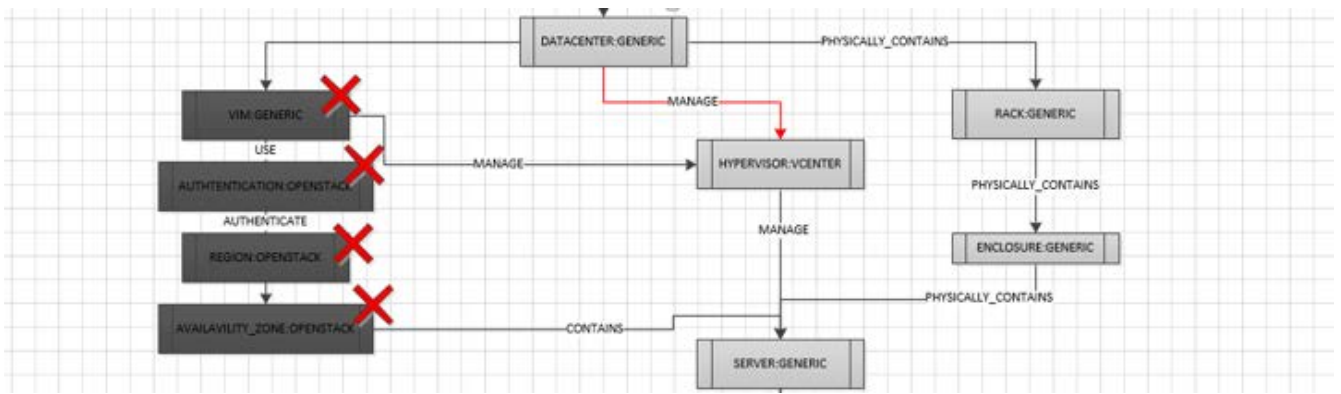 DATACENTER:GENERIC
PHYSICALLY_CONTAINS
VIM:GENERIC
MANAGE
RACK:GENERIC
USE
MANAGE
HYPERVISOR:VCENTER
AUTHTENTICATION:OPENSTACK
PHYSICALLY_CONTAINS
AUTHENTICATE
MANAGE
REGION:OPENSTACK
ENCLOSURE:GENERIC
PHYSICALLY_CONTAINS
AVAILAVILITY_ZONE:OPENSTACK
CONTAINS
SERVER:GENERIC